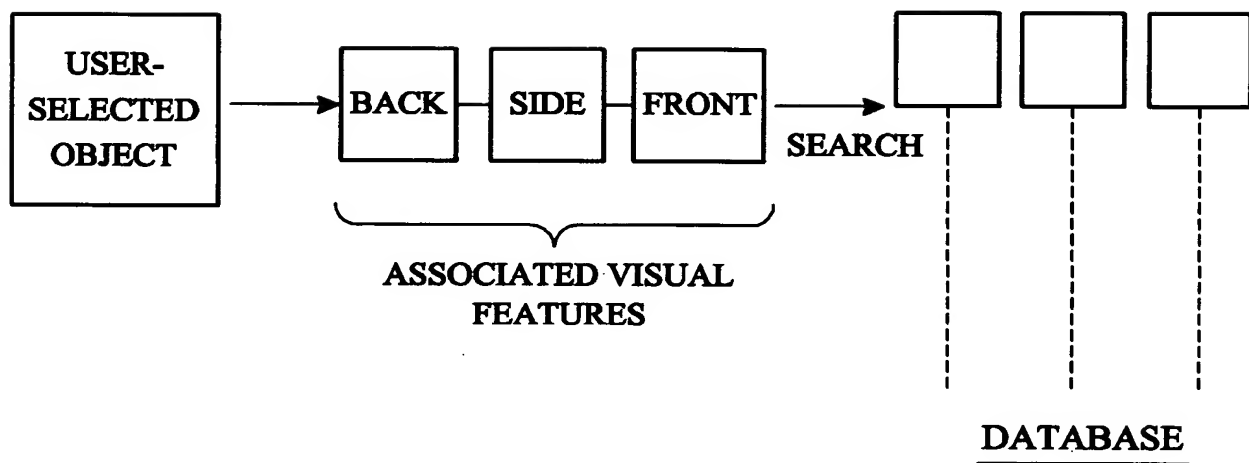 USER-
SELECTED
OBJECT
BACK
SIDE
FRONT
SEARCH
ASSOCIATED VISUAL
FEATURES
DATABASE